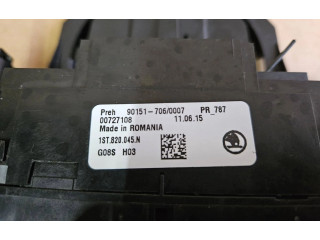 Preh 90151-706/0007 PR_787
00727108 11.06.15
Made in ROMANIA
1ST.820.045.N
G08S H03